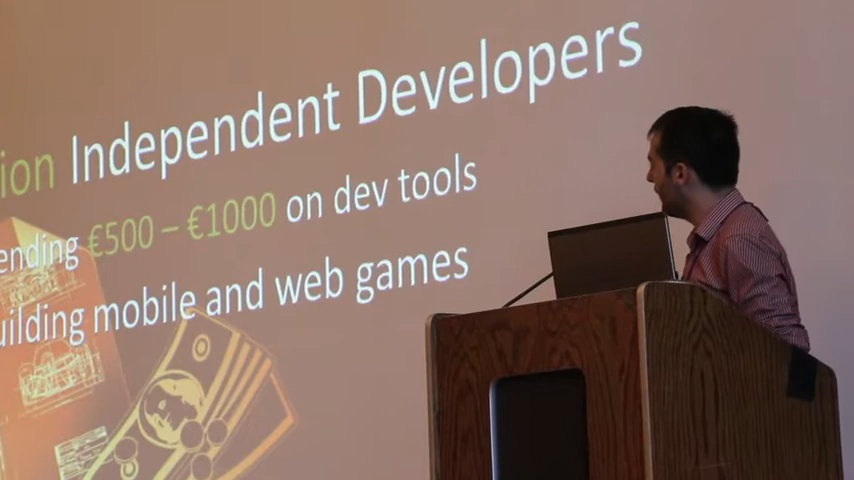 ion Independent Developers
ending €500 – €1000 on dev tools
uilding mobile and web games